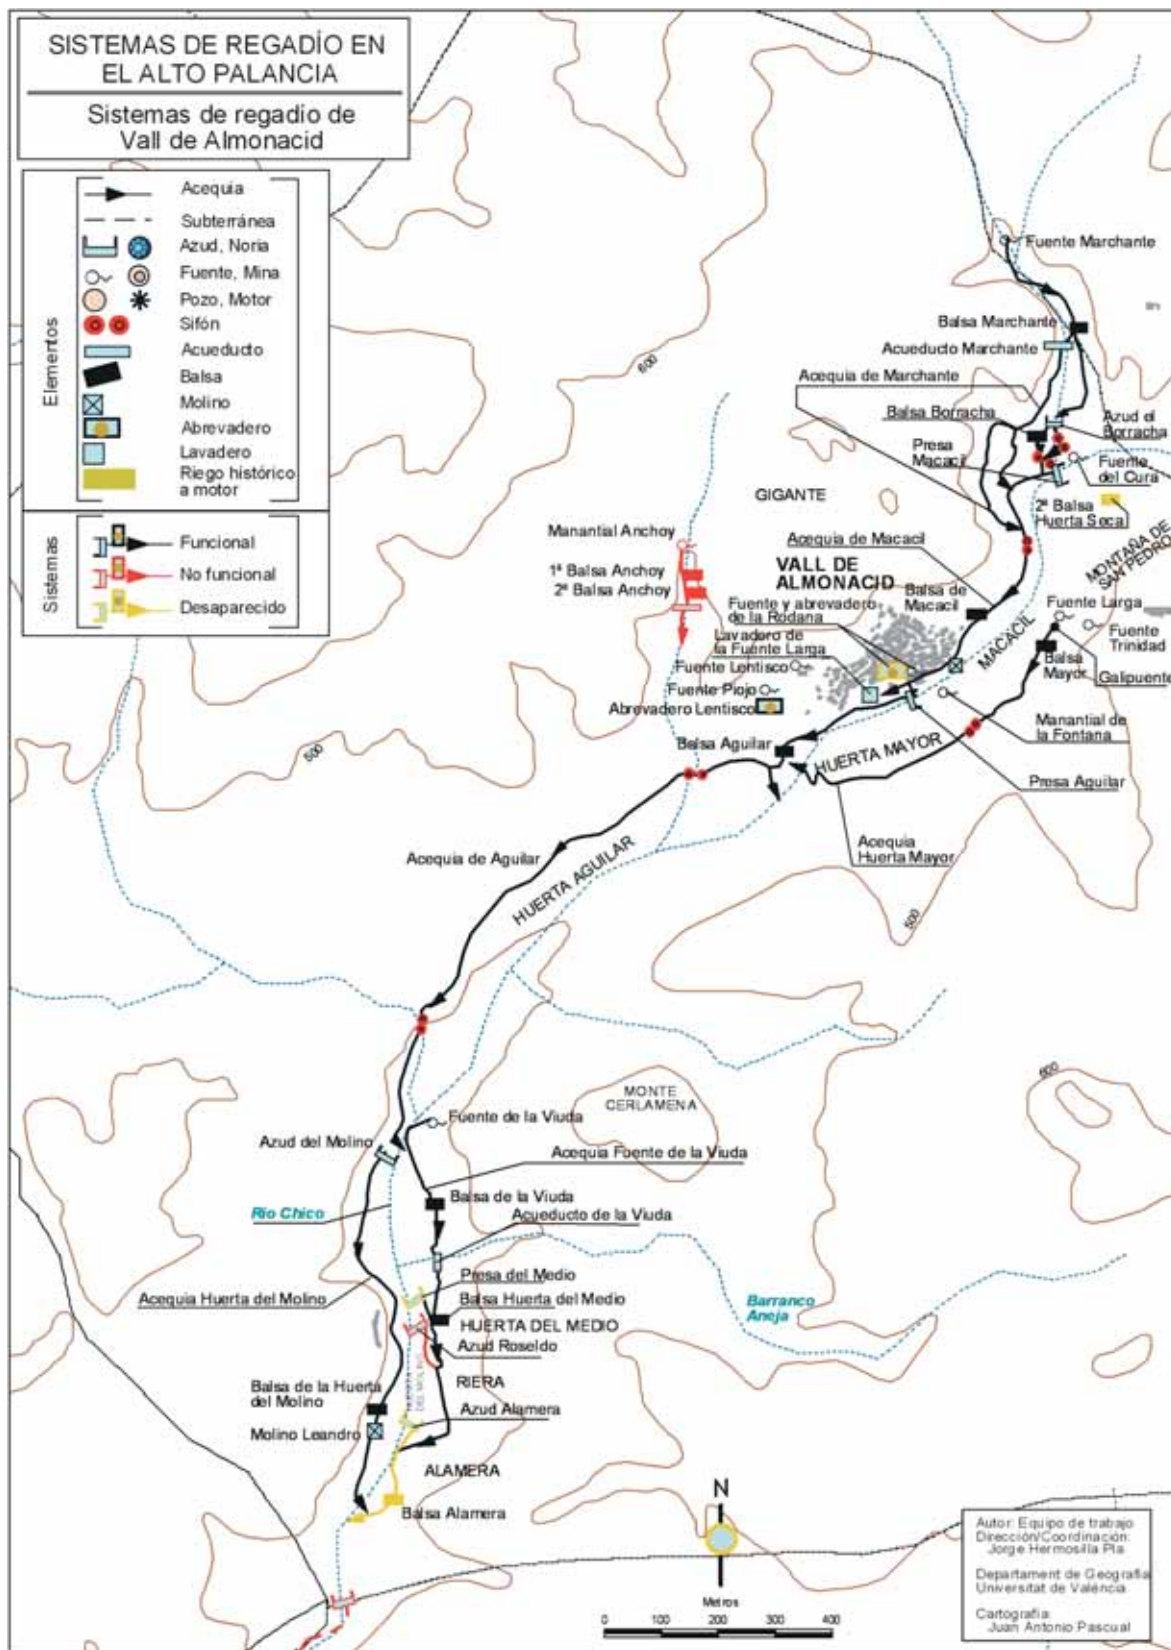 SISTEMAS DE REGADÍO EN
EL ALTO PALANCIA
Sistemas de regadío de
Vall de Almonacid
Elementos
Acequia
Subterránea
Azud, Noria
Fuente, Mina
Pozo, Motor
Sifón
Acueducto
Balsa
Molino
Abrevadero
Lavadero
Riego histórico
a motor
Sistemas
Funcional
No funcional
Desaparecido
Fuente Marchante
Balsa Marchante
Acueducto Marchante
600
Acequia de Marchante
Balsa Borracha
Azud el
Borracha
Presa
Macacil
Fuente
del Cura
GIGANTE
2ª Balsa
Huerta Seca
Manantial Anchoy
Acequia de Macacil
MONTAÑA DE
SAN PEDRO
1ª Balsa Anchoy
2ª Balsa Anchoy
VALL DE
ALMONACID
Balsa de
Macacil
Fuente y abrevadero
de la Rodana
Fuente Larga
Lavadero de
la Fuente Larga
MACACIL
Fuente
Trinidad
Fuente Lentisco
Balsa
Mayor
Galipuente
Fuente Piojo
Abrevadero Lentisco
Manantial de
la Fontana
Balsa Aguilar
HUERTA MAYOR
500
Presa Aguilar
Acequia
Huerta Mayor
Acequia de Aguilar
HUERTA AGUILAR
500
600
MONTE
CERLAMENA
Fuente de la Viuda
Azud del Molino
Acequia Fuente de la Viuda
Balsa de la Viuda
Río Chico
Acueducto de la Viuda
Presa del Medio
Acequia Huerta del Molino
Balsa Huerta del Medio
Barranco
Aneja
HUERTA DEL MEDIO
Azud Roseldo
HUERTA
DEL MOLINO
RIERA
Balsa de la Huerta
del Molino
Azud Alamera
Molino Leandro
ALAMERA
Balsa Alamera
N
Metros
0 100 200 300 400
Autor: Equipo de trabajo
Dirección/Coordinación:
Jorge Hermosilla Pla
Departament de Geografia
Universitat de València
Cartografía:
Juan Antonio Pascual